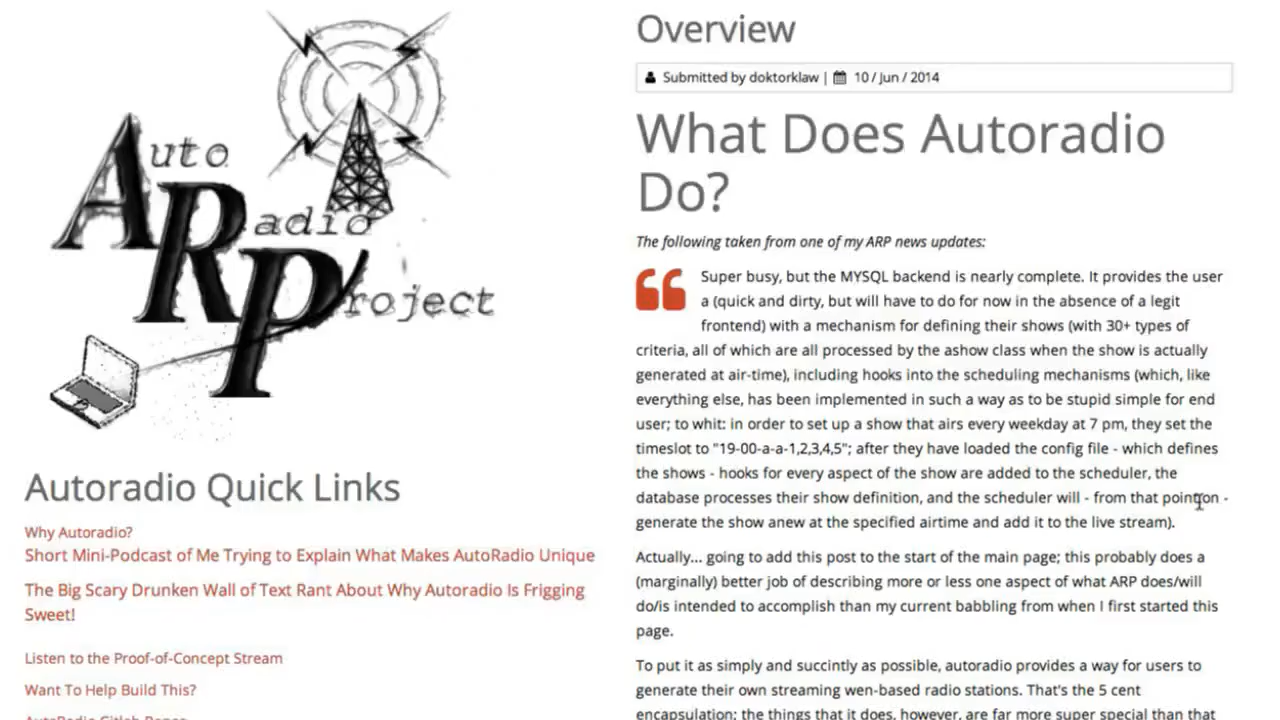 Auto
Radio
Project
Autoradio Quick Links
Why Autoradio?
Short Mini-Podcast of Me Trying to Explain What Makes AutoRadio Unique
The Big Scary Drunken Wall of Text Rant About Why Autoradio Is Frigging
Sweet!
Listen to the Proof-of-Concept Stream
Want To Help Build This?
Overview
Submitted by doktorklaw | 10 / Jun / 2014
What Does Autoradio
Do?
The following taken from one of my ARP news updates:
Super busy, but the MYSQL backend is nearly complete. It provides the user
a (quick and dirty, but will have to do for now in the absence of a legit
frontend) with a mechanism for defining their shows (with 30+ types of
criteria, all of which are all processed by the ashow class when the show is actually
generated at air-time), including hooks into the scheduling mechanisms (which, like
everything else, has been implemented in such a way as to be stupid simple for end
user; to whit: in order to set up a show that airs every weekday at 7 pm, they set the
timeslot to "19-00-a-a-1,2,3,4,5"; after they have loaded the config file - which defines
the shows - hooks for every aspect of the show are added to the scheduler, the
database processes their show definition, and the scheduler will - from that point on -
generate the show anew at the specified airtime and add it to the live stream).
Actually... going to add this post to the start of the main page; this probably does a
(marginally) better job of describing more or less one aspect of what ARP does/will
do/is intended to accomplish than my current babbling from when I first started this
page.
To put it as simply and succintly as possible, autoradio provides a way for users to
generate their own streaming wen-based radio stations. That's the 5 cent
encapsulation; the things that it does, however, are far more super special than that